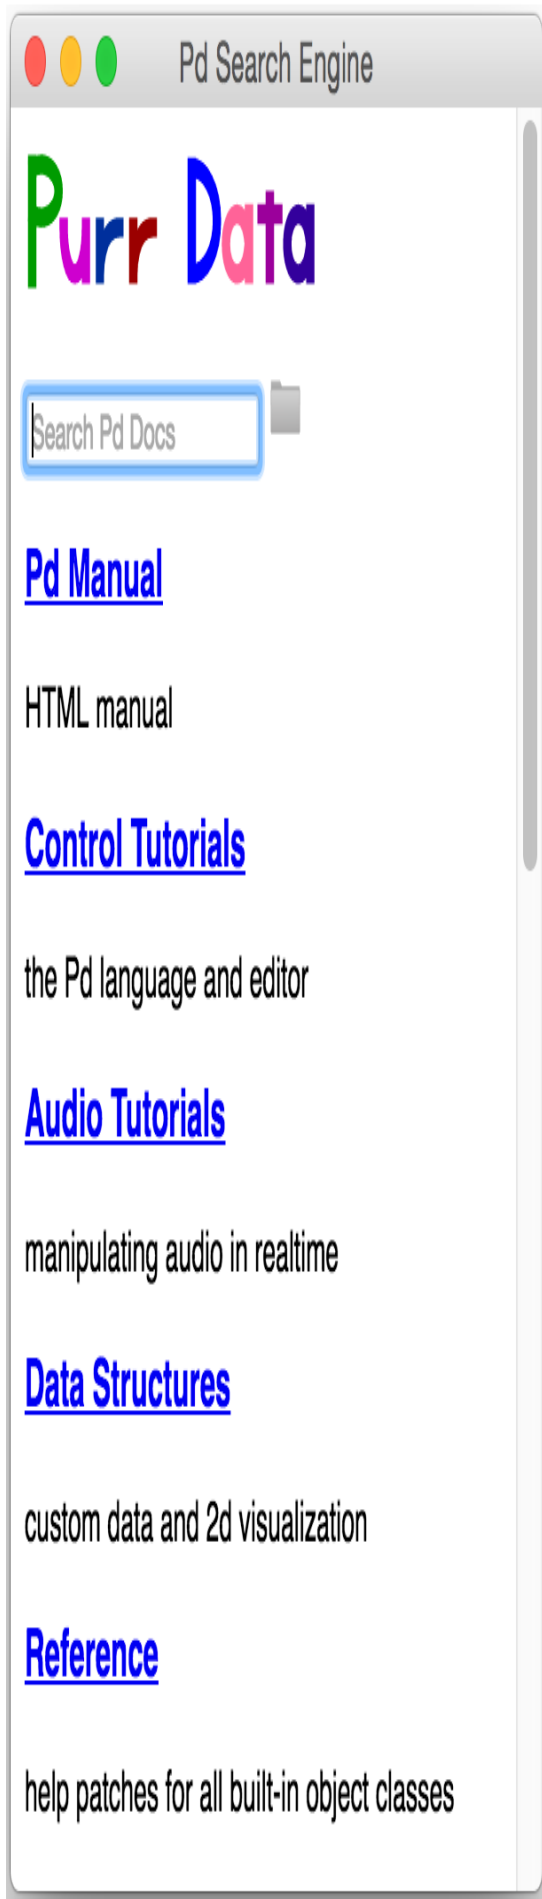 Pd Search Engine
Purr Data
Search Pd Docs
Pd Manual
HTML manual
Control Tutorials
the Pd language and editor
Audio Tutorials
manipulating audio in realtime
Data Structures
custom data and 2d visualization
Reference
help patches for all built-in object classes